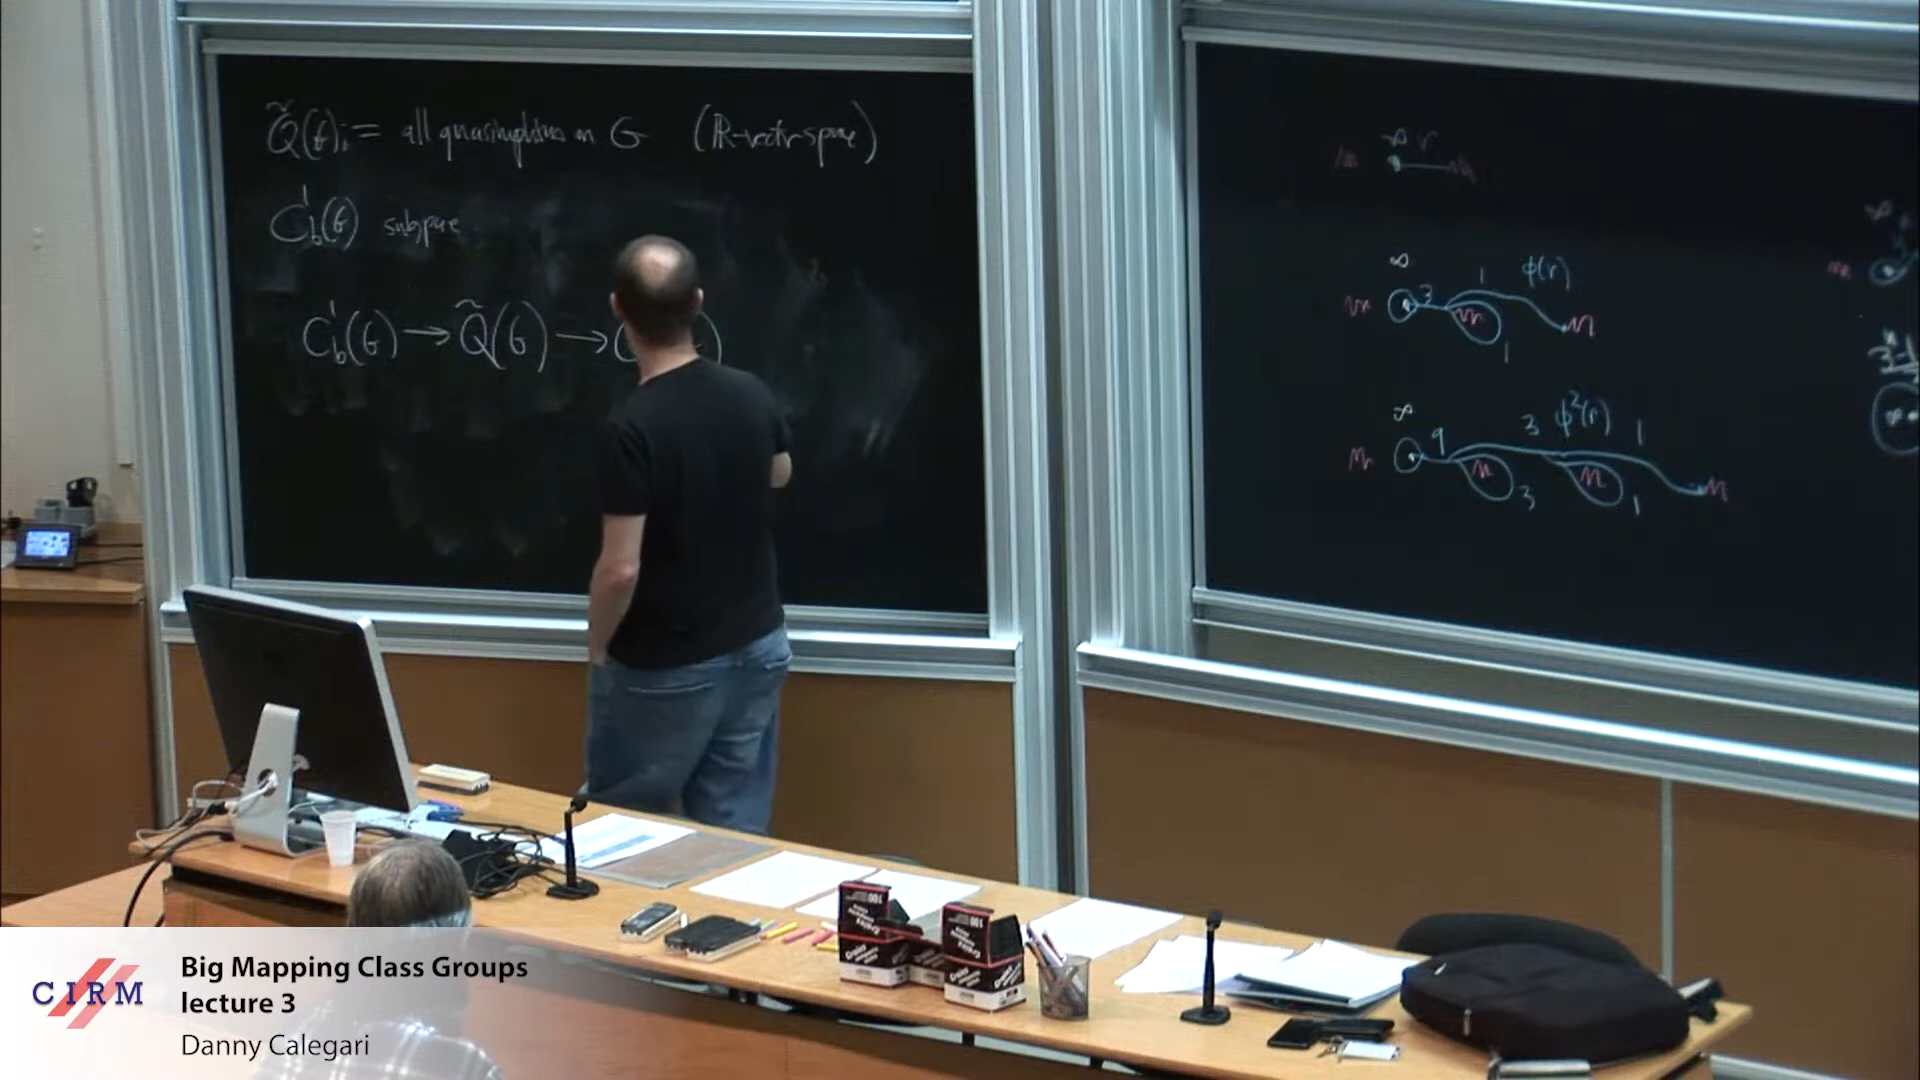 Q̃(G) := all quasimorphisms on G (ℝ-vector space)
C¹_b(G) subspace
C¹_b(G) → Q̃(G) →
∞ r
∞ 3 1 φ(r)
1
∞ 9 3 φ²(r) 1
3 1
∞
CIRM
Big Mapping Class Groups
lecture 3
Danny Calegari